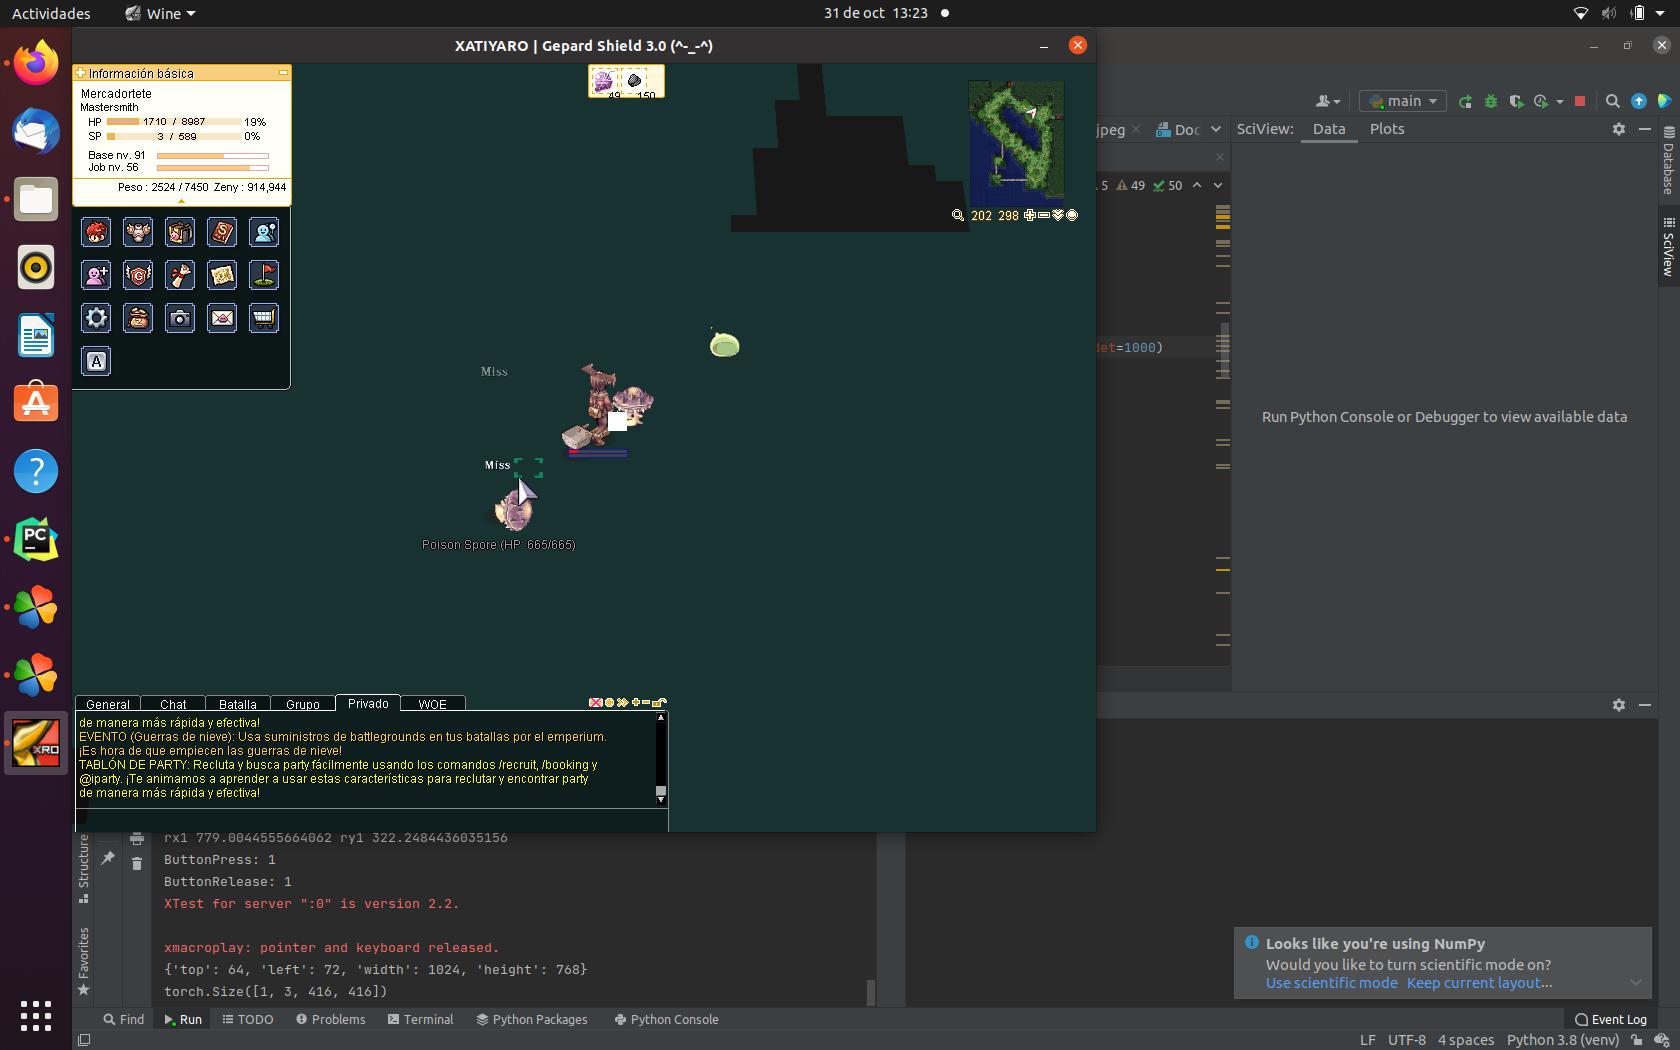 Actividades
Wine
31 de oct 13:23
XATIYARO | Gepard Shield 3.0 (^-_-^)
Información básica
Mercadortete
Mastersmith
HP 1710 / 8987 19%
SP 3 / 589 0%
Base nv. 91
Job nv. 56
Peso : 2524 / 7450 Zeny : 914,944
49 150
202 298
Miss
Miss
Poison Spore (HP: 665/665)
General Chat Batalla Grupo Privado WOE
de manera más rápida y efectiva!
EVENTO (Guerras de nieve): Usa suministros de battlegrounds en tus batallas por el emperium.
¡Es hora de que empiecen las guerras de nieve!
TABLÓN DE PARTY: Recluta y busca party fácilmente usando los comandos /recruit, /booking y
@iparty. ¡Te animamos a aprender a usar estas características para reclutar y encontrar party
de manera más rápida y efectiva!
main
jpeg
Doc
SciView: Data Plots
5 49 50
det=1000)
Run Python Console or Debugger to view available data
Database
SciView
XRO
PC
A
rx1 779.0044555664062 ry1 322.2484436035156
ButtonPress: 1
ButtonRelease: 1
XTest for server ":0" is version 2.2.
xmacroplay: pointer and keyboard released.
{'top': 64, 'left': 72, 'width': 1024, 'height': 768}
torch.Size([1, 3, 416, 416])
Structure
Favorites
Looks like you're using NumPy
Would you like to turn scientific mode on?
Use scientific mode Keep current layout...
Find Run TODO Problems Terminal Python Packages Python Console
Event Log
LF UTF-8 4 spaces Python 3.8 (venv)